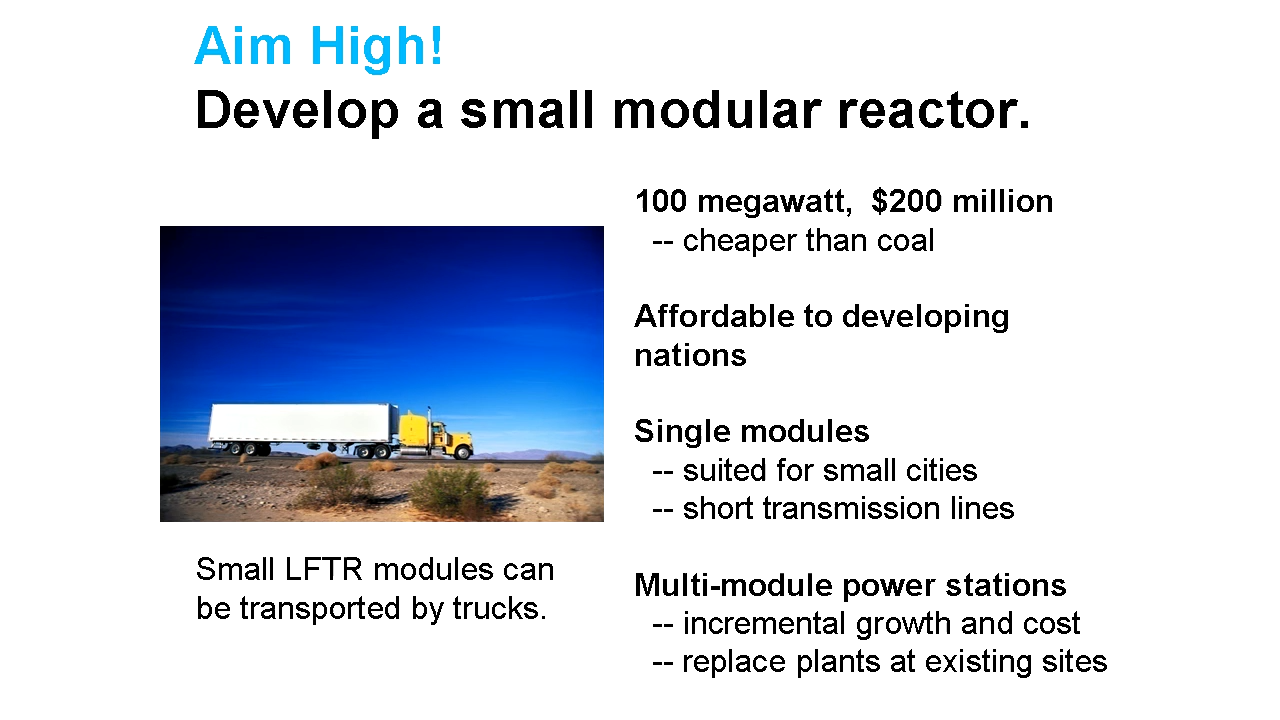 Aim High!
Develop a small modular reactor.
100 megawatt,  $200 million
-- cheaper than coal
Affordable to developing
nations
Single modules
-- suited for small cities
-- short transmission lines
Multi-module power stations
-- incremental growth and cost
-- replace plants at existing sites
Small LFTR modules can
be transported by trucks.